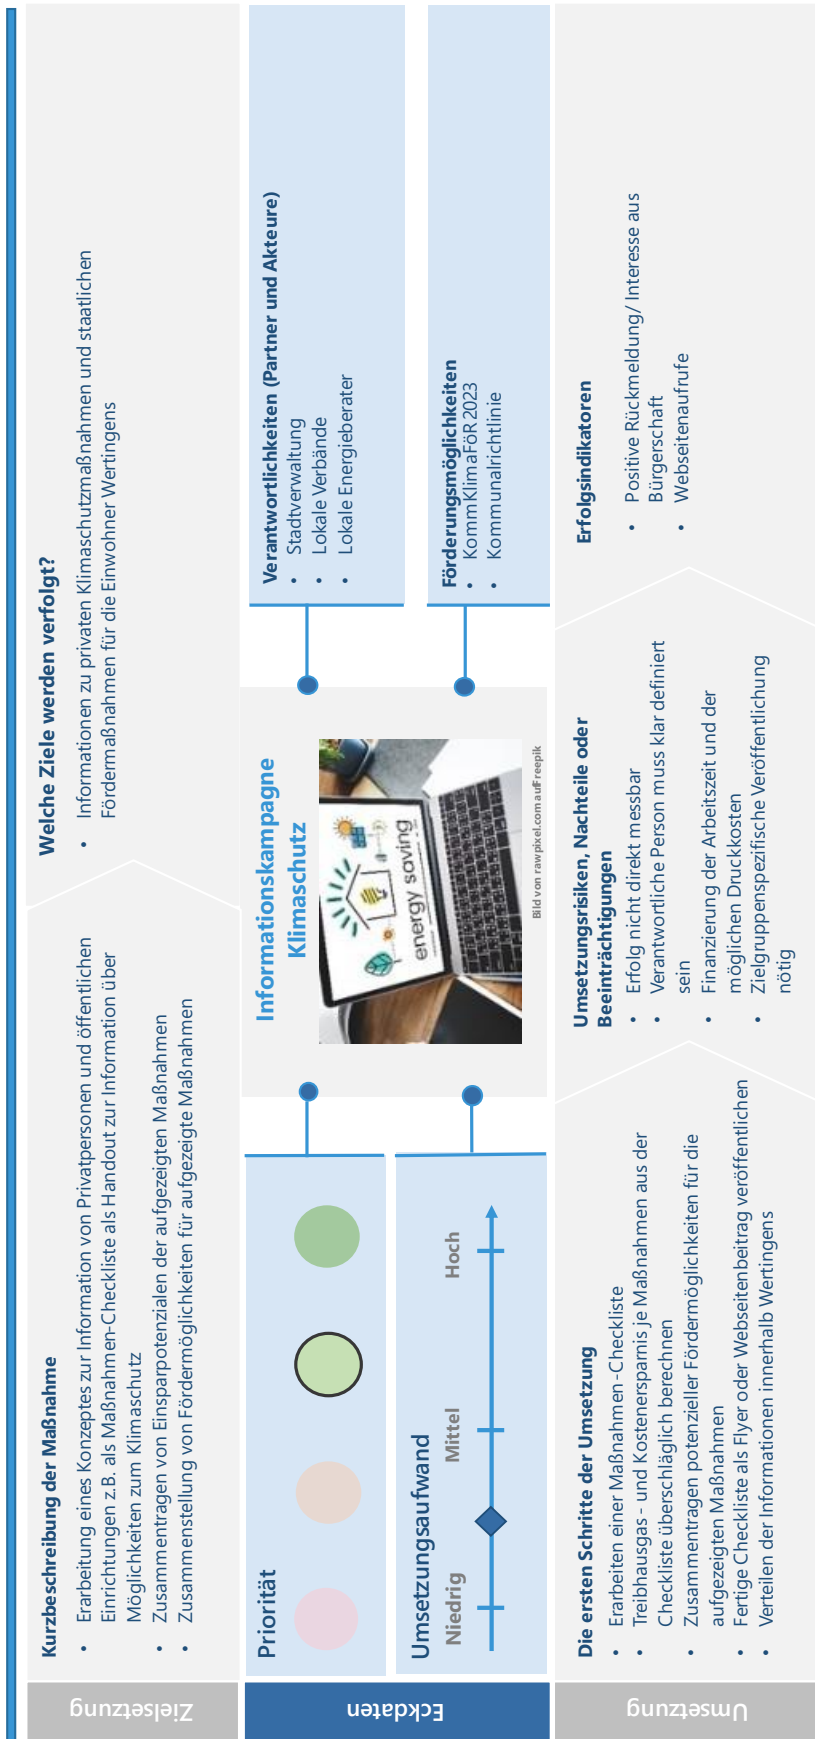 Zielsetzung
Kurzbeschreibung der Maßnahme
• Erarbeitung eines Konzeptes zur Information von Privatpersonen und öffentlichen
Einrichtungen z.B. als Maßnahmen-Checkliste als Handout zur Information über
Möglichkeiten zum Klimaschutz
• Zusammentragen von Einsparpotenzialen der aufgezeigten Maßnahmen
• Zusammenstellung von Fördermöglichkeiten für aufgezeigte Maßnahmen
Welche Ziele werden verfolgt?
• Informationen zu privaten Klimaschutzmaßnahmen und staatlichen
Fördermaßnahmen für die Einwohner Wertingens
Eckdaten
Priorität
Umsetzungsaufwand
Niedrig
Mittel
Hoch
Informationskampagne
Klimaschutz
energy saving
Bild von rawpixel.com auf Freepik
Verantwortlichkeiten (Partner und Akteure)
• Stadtverwaltung
• Lokale Verbände
• Lokale Energieberater
Förderungsmöglichkeiten
• KommKlimaFöR 2023
• Kommunalrichtlinie
Umsetzung
Die ersten Schritte der Umsetzung
• Erarbeiten einer Maßnahmen-Checkliste
• Treibhausgas- und Kostenersparnis je Maßnahmen aus der
Checkliste überschläglich berechnen
• Zusammentragen potenzieller Fördermöglichkeiten für die
aufgezeigten Maßnahmen
• Fertige Checkliste als Flyer oder Webseitenbeitrag veröffentlichen
• Verteilen der Informationen innerhalb Wertingens
Umsetzungsrisiken, Nachteile oder
Beeinträchtigungen
• Erfolg nicht direkt messbar
• Verantwortliche Person muss klar definiert
sein
• Finanzierung der Arbeitszeit und der
möglichen Druckkosten
• Zielgruppenspezifische Veröffentlichung
nötig
Erfolgsindikatoren
• Positive Rückmeldung/ Interesse aus
Bürgerschaft
• Webseitenaufrufe